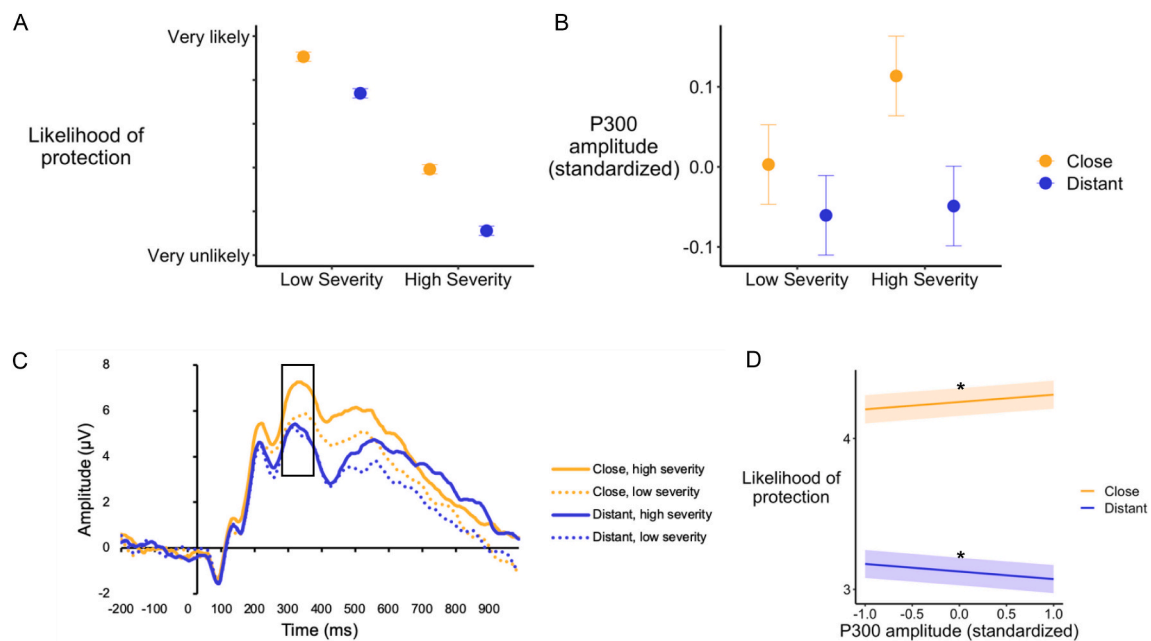 A
Very likely
Likelihood of
protection
Very unlikely
Low Severity
High Severity
B
0.1
P300
amplitude
(standardized)
0.0
-0.1
Low Severity
High Severity
Close
Distant
C
8
6
4
2
0
-2
Amplitude (µV)
-200 -100 0 100 200 300 400 500 600 700 800 900
Time (ms)
Close, high severity
Close, low severity
Distant, high severity
Distant, low severity
D
*
4
Likelihood of
protection
*
3
-1.0 -0.5 0.0 0.5 1.0
P300 amplitude (standardized)
Close
Distant